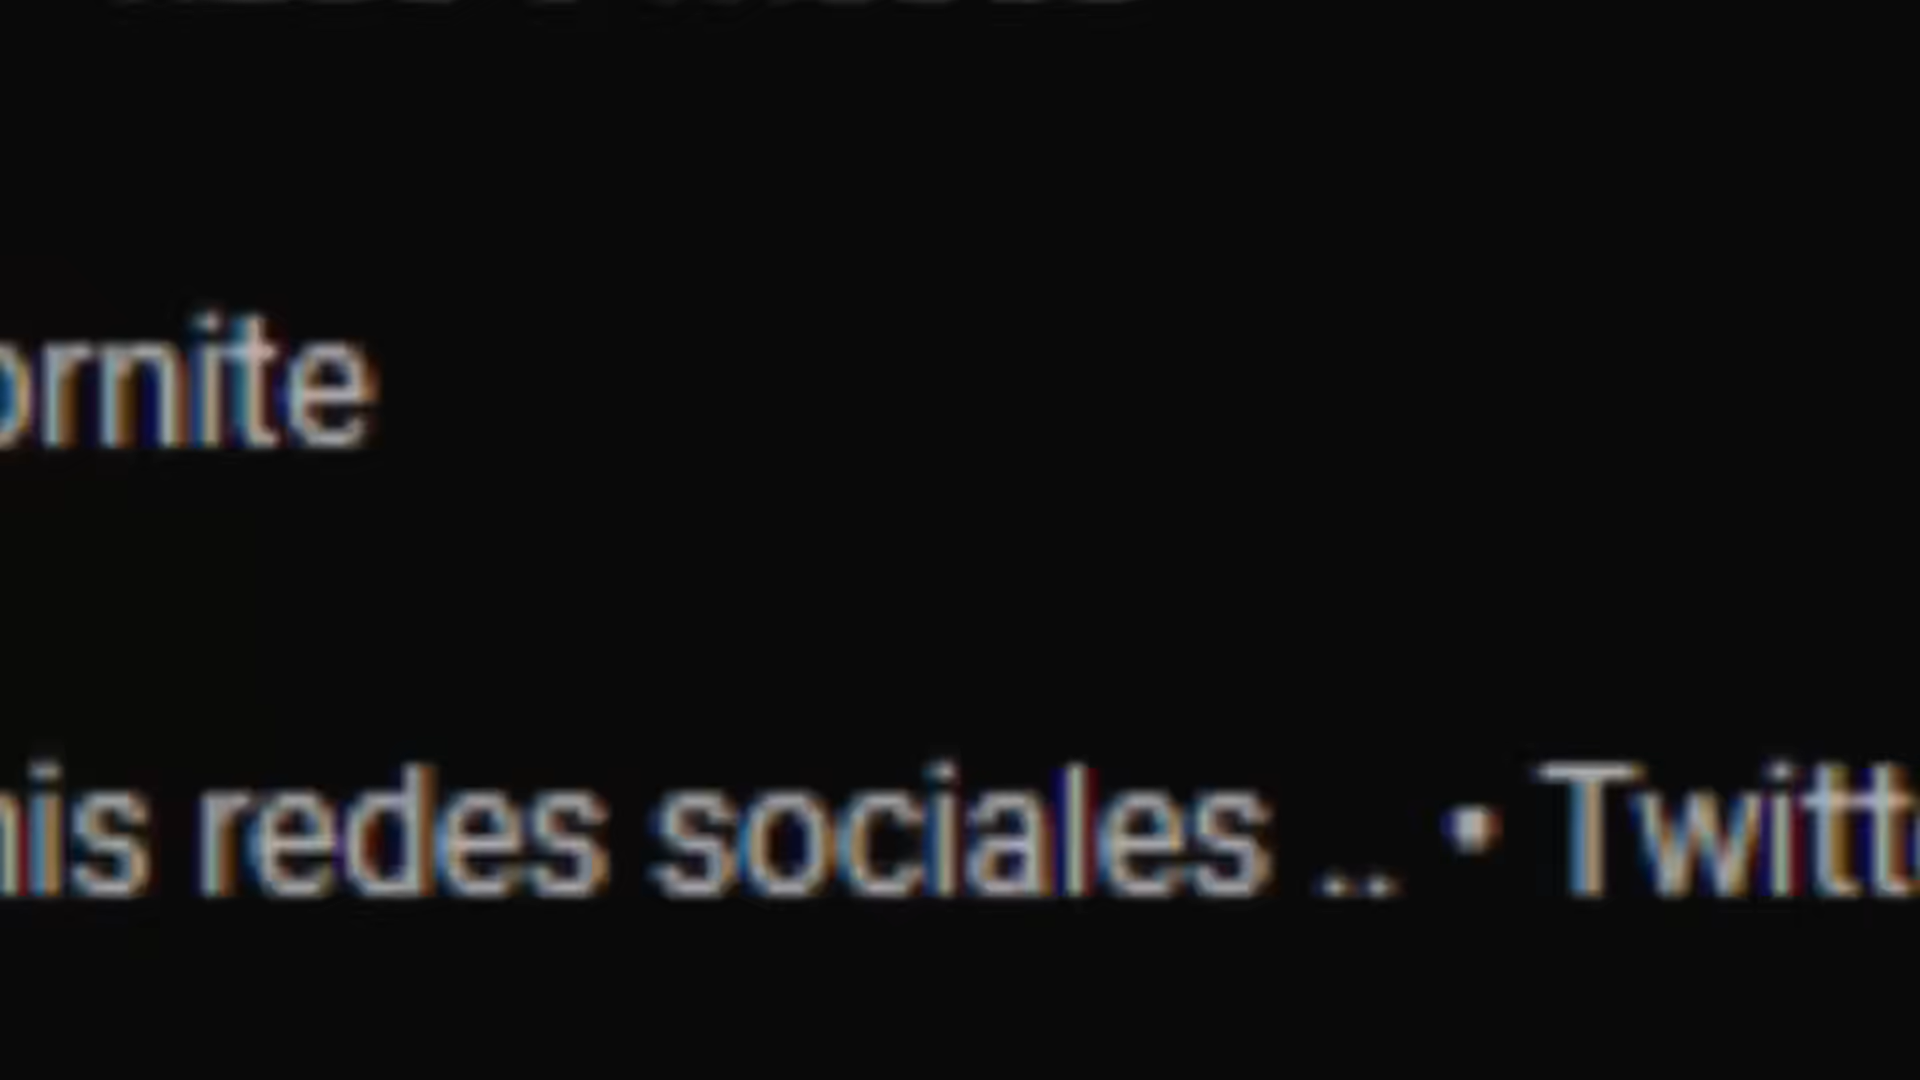 ornite
is redes sociales .. • Twitt